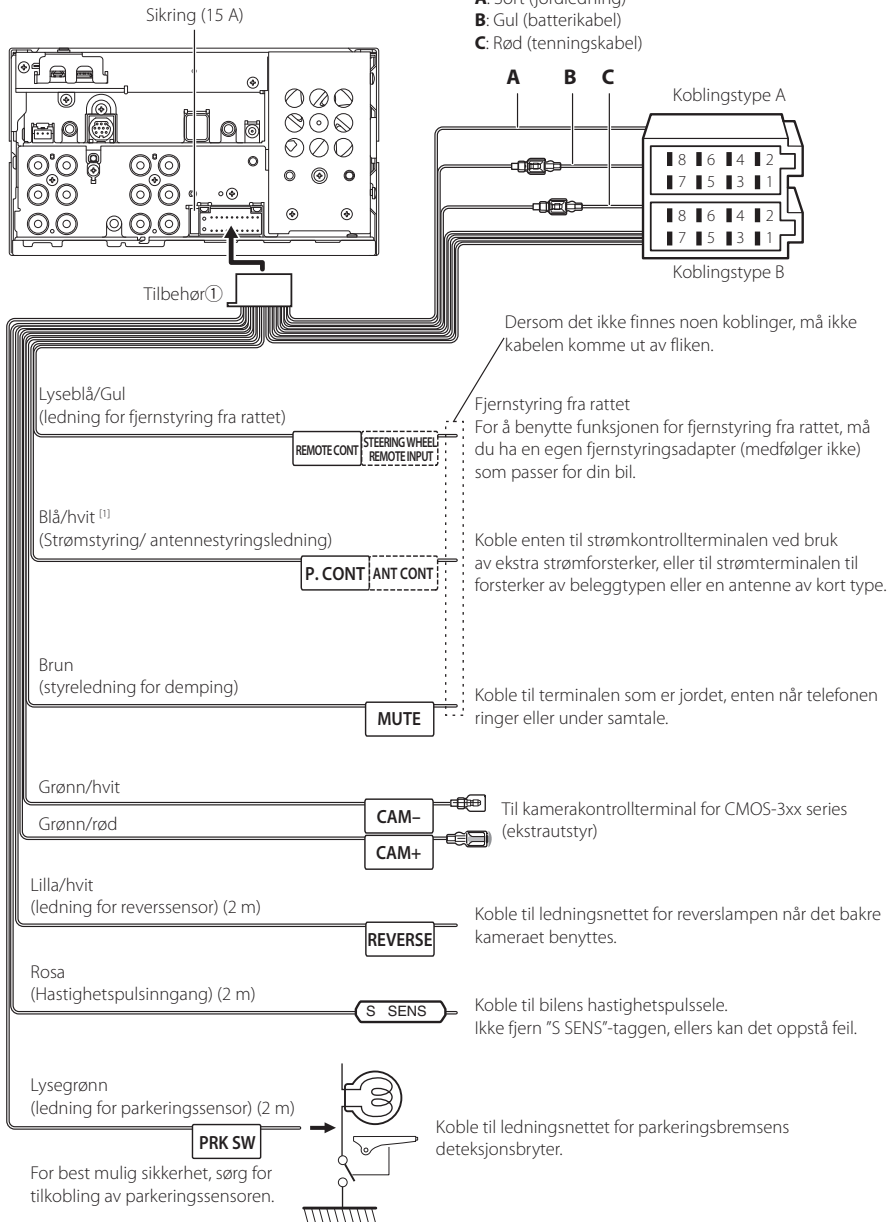 Sikring (15 A)
A: Sort (jordledning)
B: Gul (batterikabel)
C: Rød (tenningskabel)
A B C
Koblingstype A
8 6 4 2
7 5 3 1
8 6 4 2
7 5 3 1
Koblingstype B
Tilbehør①
Dersom det ikke finnes noen koblinger, må ikke
kabelen komme ut av fliken.
Lyseblå/Gul
(ledning for fjernstyring fra rattet)
REMOTE CONT
STEERING WHEEL
REMOTE INPUT
Fjernstyring fra rattet
For å benytte funksjonen for fjernstyring fra rattet, må
du ha en egen fjernstyringsadapter (medfølger ikke)
som passer for din bil.
Blå/hvit [1]
(Strømstyring/ antennestyringsledning)
P. CONT ANT CONT
Koble enten til strømkontrollterminalen ved bruk
av ekstra strømforsterker, eller til strømterminalen til
forsterker av beleggtypen eller en antenne av kort type.
Brun
(styreledning for demping)
MUTE
Koble til terminalen som er jordet, enten når telefonen
ringer eller under samtale.
Grønn/hvit
CAM–
Grønn/rød
CAM+
Til kamerakontrollterminal for CMOS-3xx series
(ekstrautstyr)
Lilla/hvit
(ledning for reverssensor) (2 m)
REVERSE
Koble til ledningsnettet for reverslampen når det bakre
kameraet benyttes.
Rosa
(Hastighetspulsinngang) (2 m)
S SENS
Koble til bilens hastighetspulssele.
Ikke fjern "S SENS"-taggen, ellers kan det oppstå feil.
Lysegrønn
(ledning for parkeringssensor) (2 m)
PRK SW
Koble til ledningsnettet for parkeringsbremsens
deteksjonsbryter.
For best mulig sikkerhet, sørg for
tilkobling av parkeringssensoren.